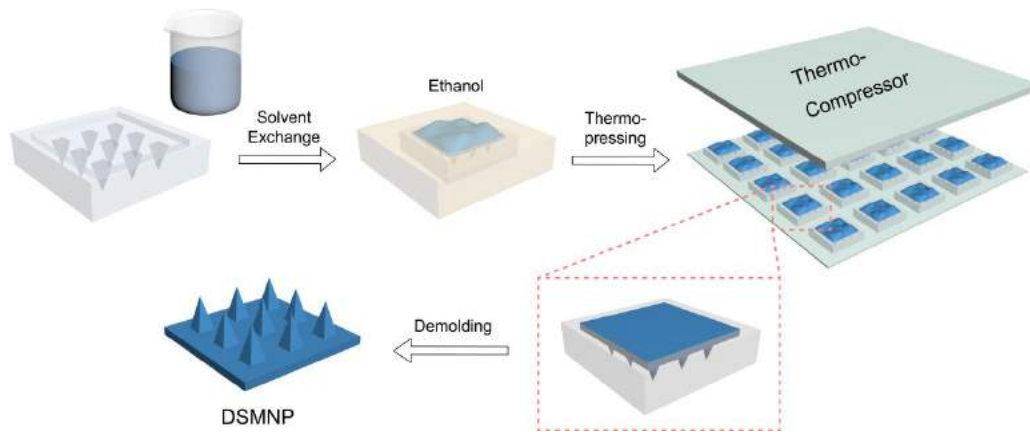 Solvent
Exchange
Ethanol
Thermo-
pressing
Thermo-
Compressor
Demolding
DSMNP